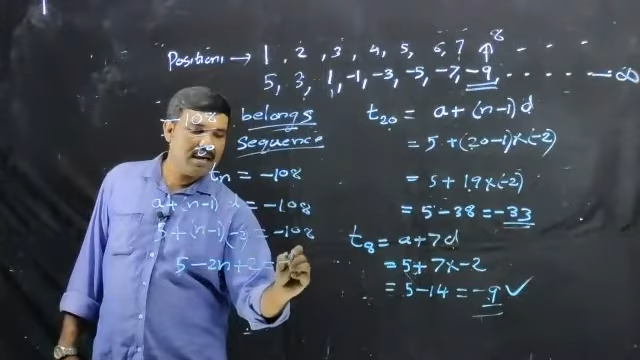 Position → 1, 2, 3, 4, 5, 6, 7 ↑ 8 . . .
5, 3, 1, -1, -3, -5, -7, -9, . . . . . . — ∞
-108 belongs
sequence
tn = -108
a+(n-1) d = -108
5+(n-1)(-2) = -108
5-2n+2 =
t20 = a+(n-1)d
= 5+(20-1)×(-2)
= 5+19×(-2)
= 5-38 = -33
t8 = a+7d
= 5+7×-2
= 5-14 = -9 ✓